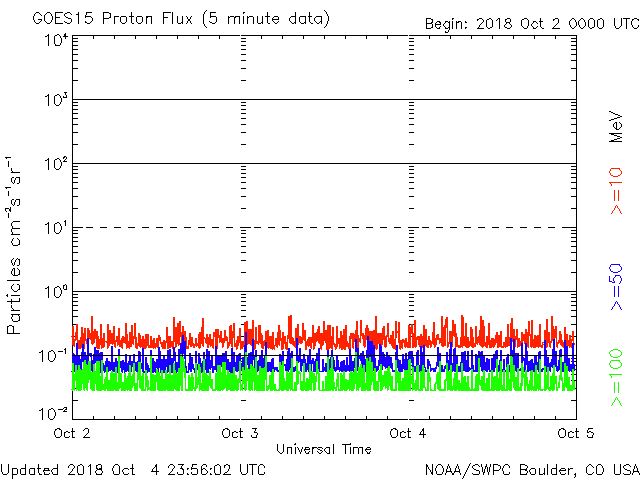 GOES15 Proton Flux (5 minute data)
Begin: 2018 Oct 2 0000 UTC
10⁴
10³
10²
10¹
10⁰
10⁻¹
10⁻²
Particles cm⁻²s⁻¹sr⁻¹
MeV
>=10
>=50
>=100
Oct 2
Oct 3
Oct 4
Oct 5
Universal Time
Updated 2018 Oct 4 23:56:02 UTC
NOAA/SWPC Boulder, CO USA